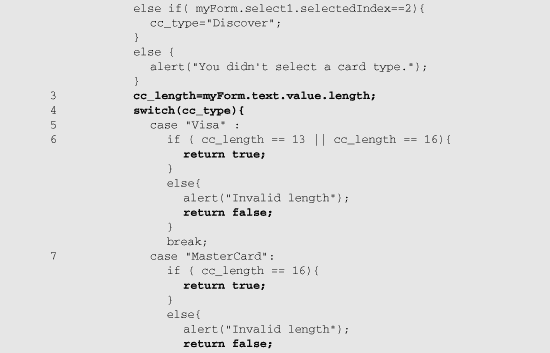 else if( myForm.select1.selectedIndex==2){
cc_type="Discover";
}
else {
alert("You didn't select a card type.");
}
3 cc_length=myForm.text.value.length;
4 switch(cc_type){
5 case "Visa" :
6 if ( cc_length == 13 || cc_length == 16){
return true;
}
else{
alert("Invalid length");
return false;
}
break;
7 case "MasterCard":
if ( cc_length == 16){
return true;
}
else{
alert("Invalid length");
return false;